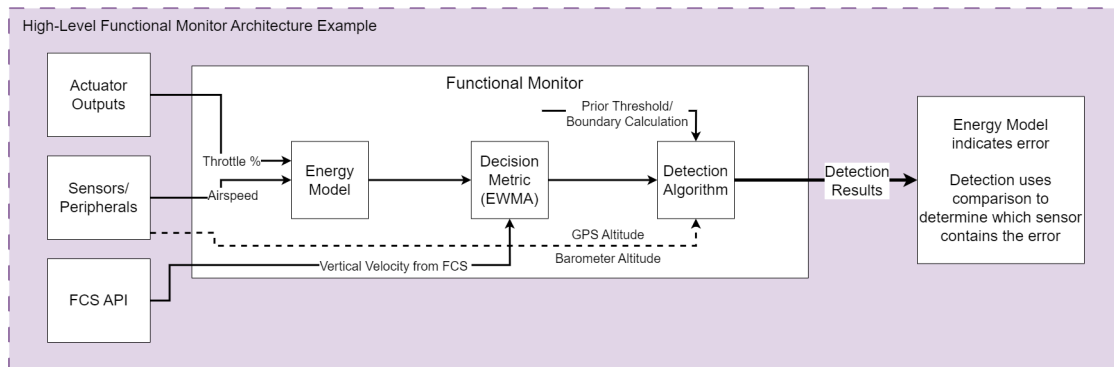 High-Level Functional Monitor Architecture Example
Actuator
Outputs
Sensors/
Peripherals
FCS API
Functional Monitor
Throttle %
Airspeed
Energy
Model
Decision
Metric
(EWMA)
Prior Threshold/
Boundary Calculation
Detection
Algorithm
GPS Altitude
Barometer Altitude
Vertical Velocity from FCS
Detection
Results
Energy Model
indicates error
Detection uses
comparison to
determine which sensor
contains the error